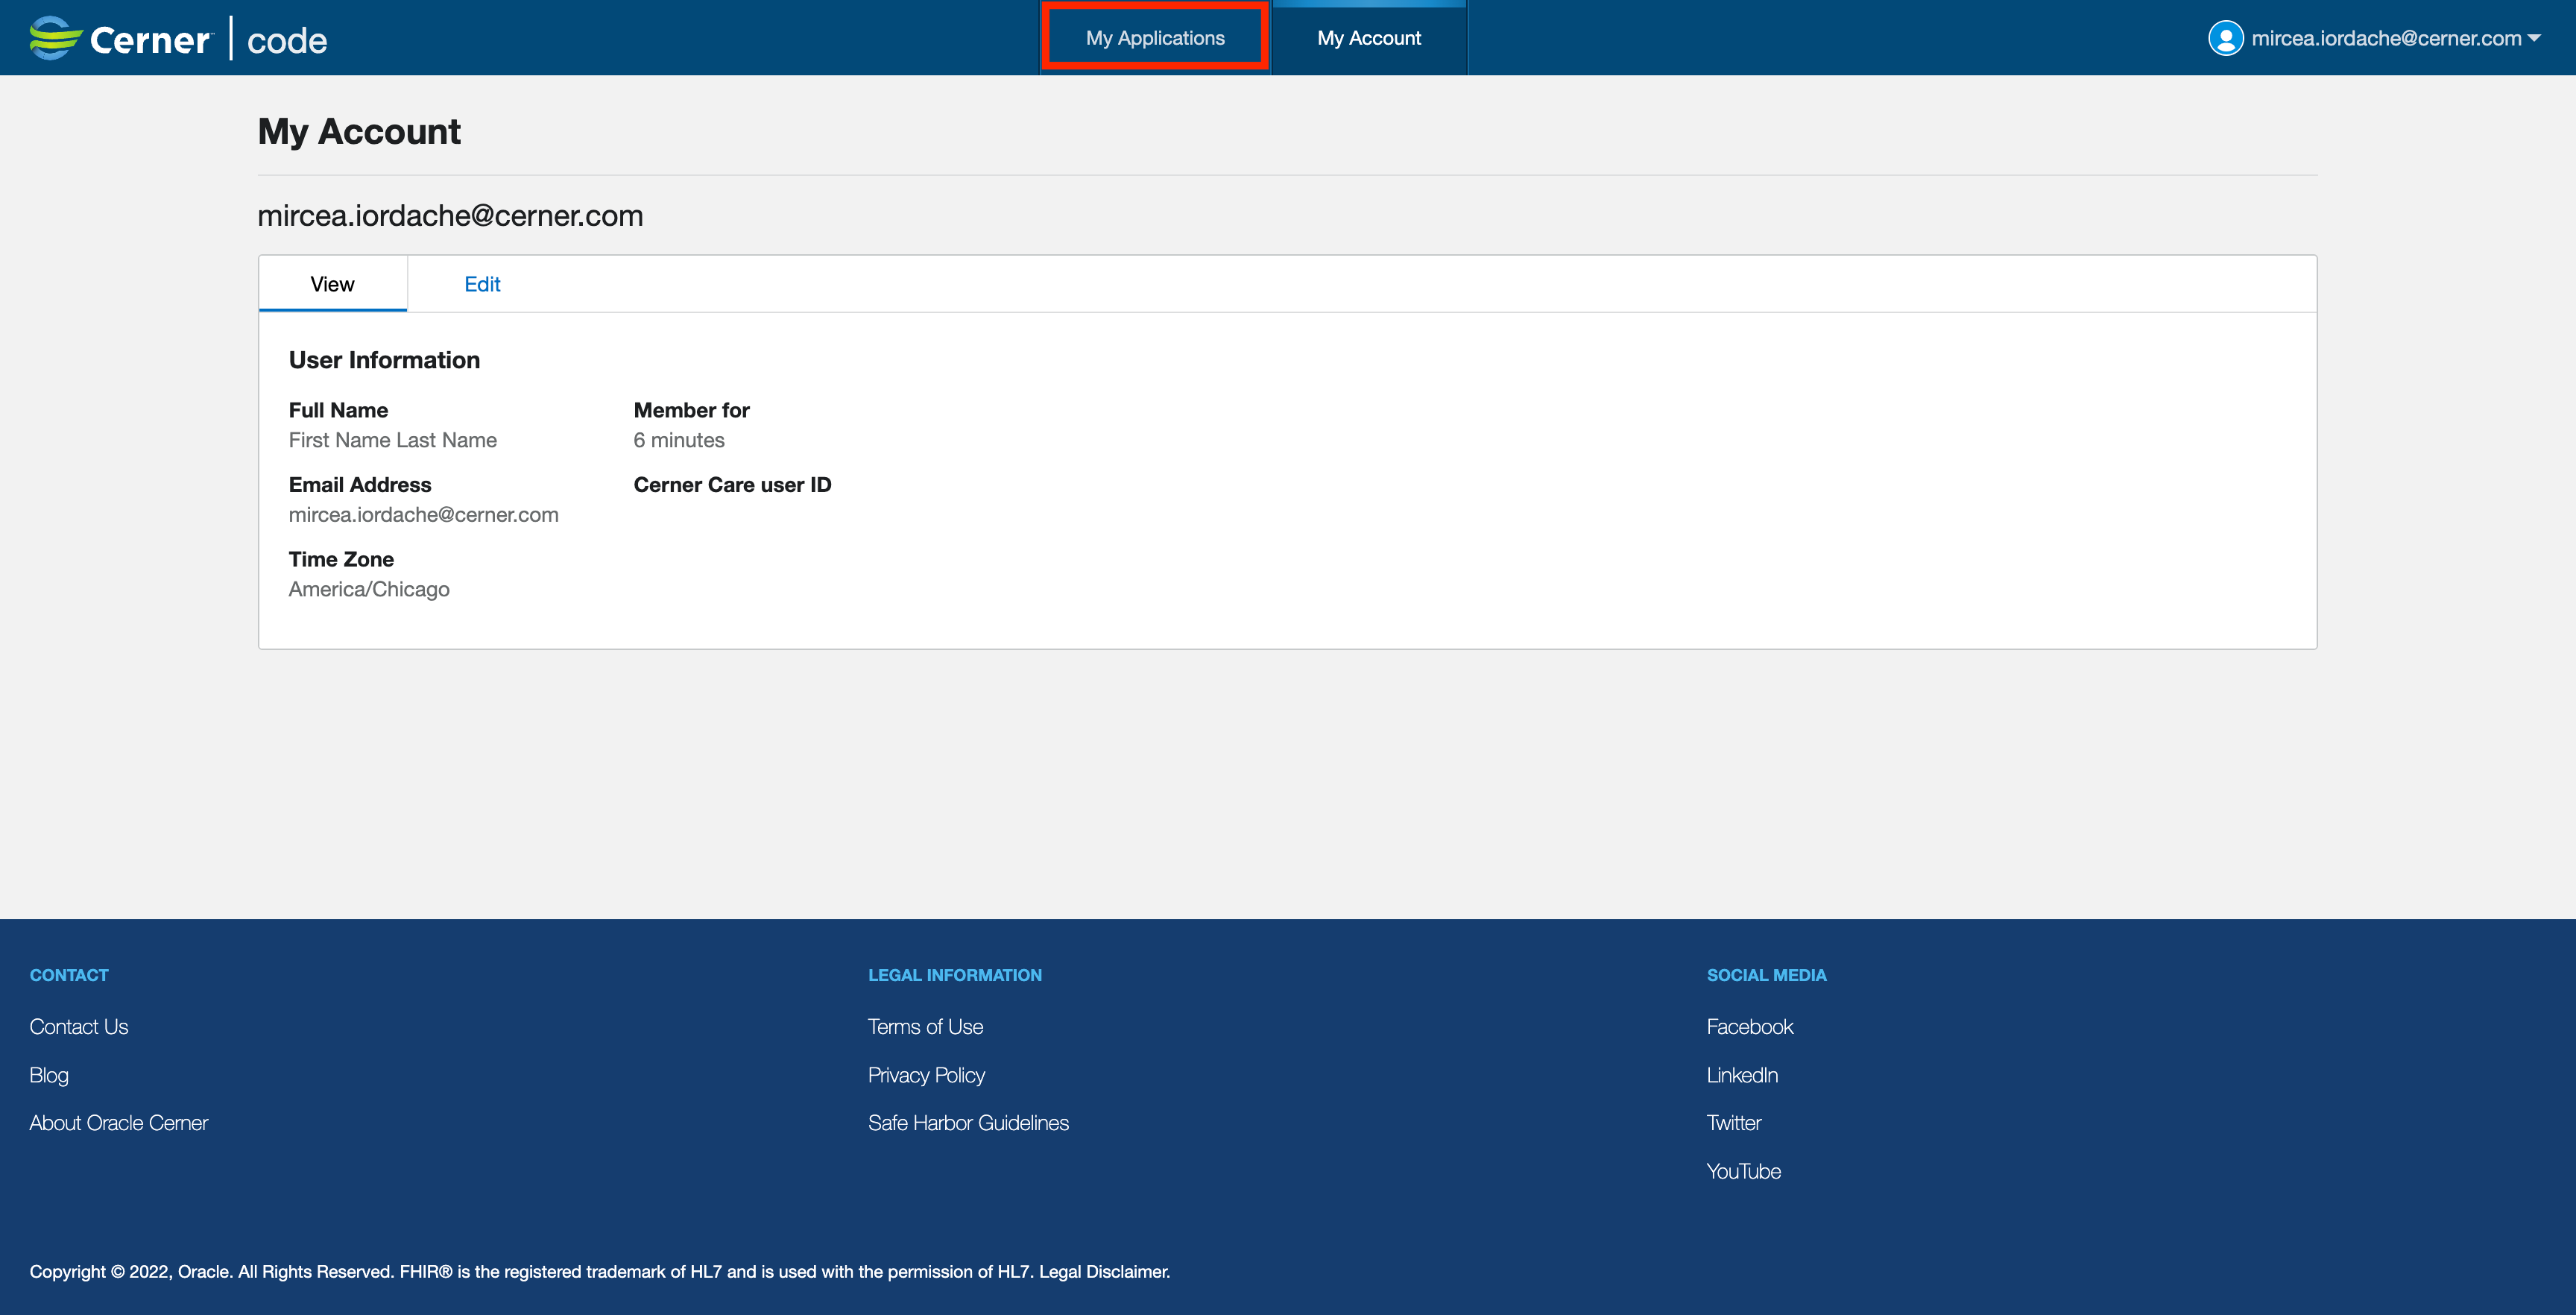 Cerner code
My Applications
My Account
mircea.iordache@cerner.com
My Account
mircea.iordache@cerner.com
View
Edit
User Information
Full Name
First Name Last Name
Member for
6 minutes
Email Address
mircea.iordache@cerner.com
Cerner Care user ID
Time Zone
America/Chicago
CONTACT
Contact Us
Blog
About Oracle Cerner
LEGAL INFORMATION
Terms of Use
Privacy Policy
Safe Harbor Guidelines
SOCIAL MEDIA
Facebook
LinkedIn
Twitter
YouTube
Copyright © 2022, Oracle. All Rights Reserved. FHIR® is the registered trademark of HL7 and is used with the permission of HL7. Legal Disclaimer.